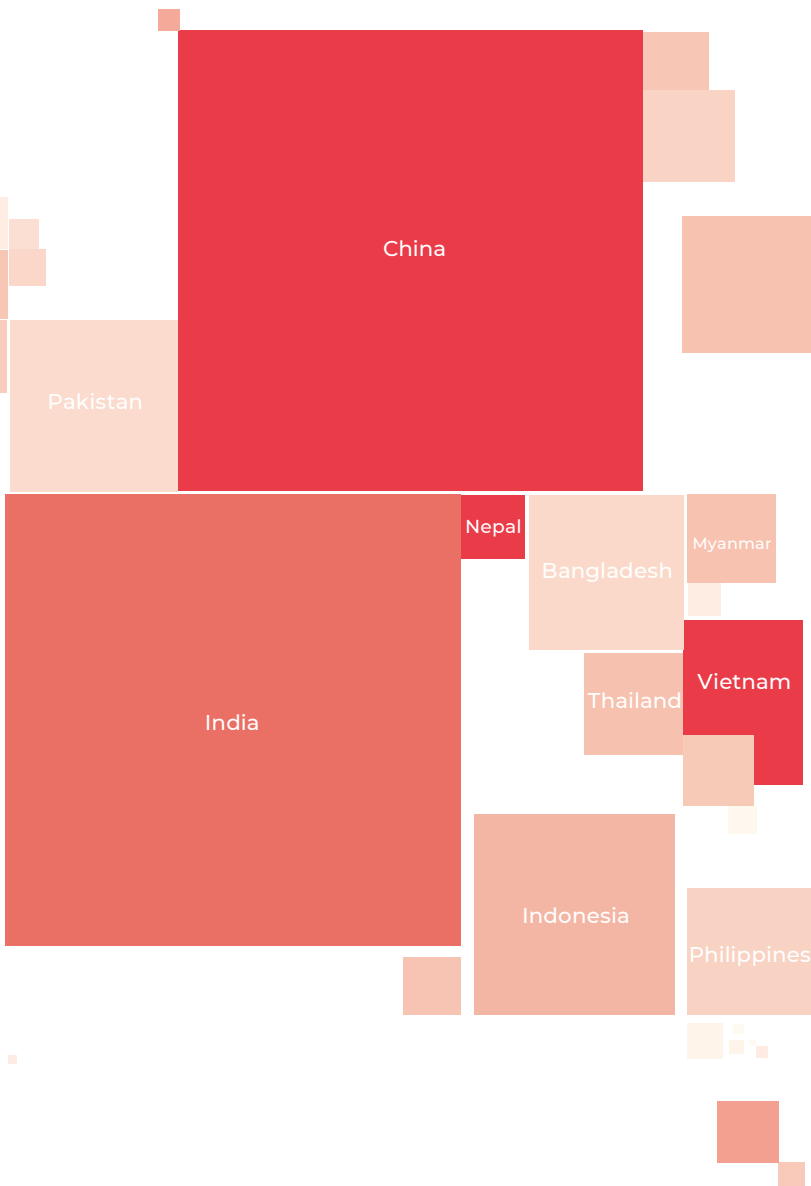 China
Pakistan
Nepal
Myanmar
Bangladesh
Vietnam
Thailand
India
Indonesia
Philippines